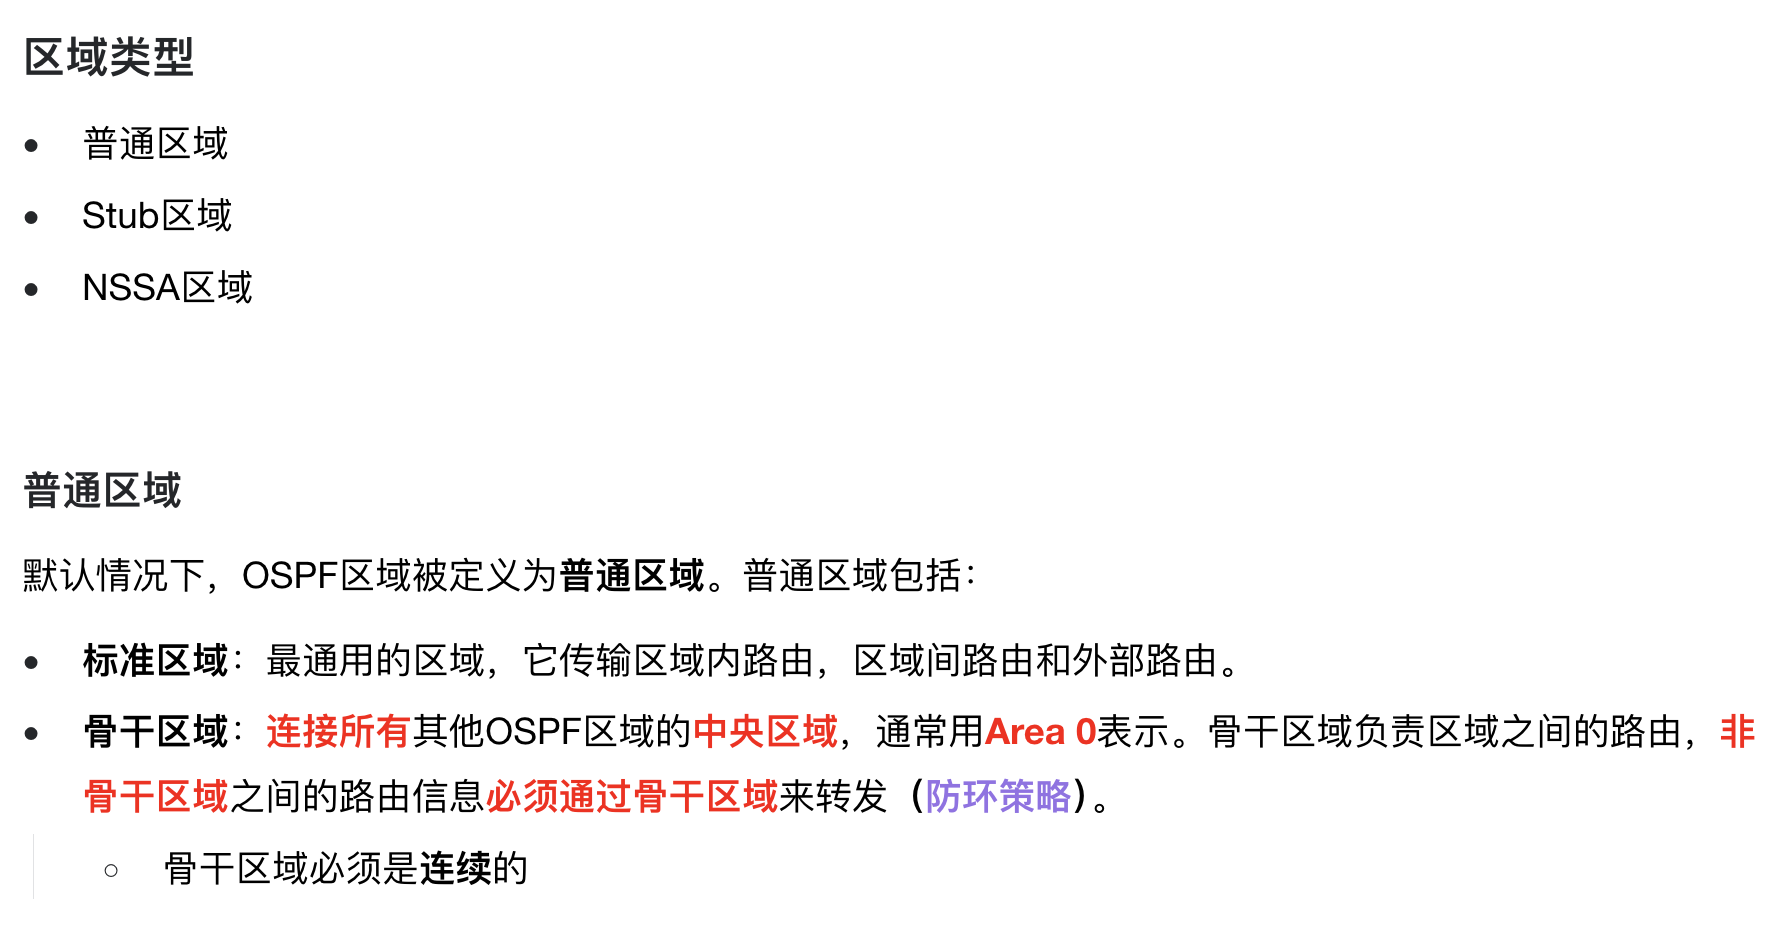 区域类型
普通区域
Stub区域
NSSA区域
普通区域
默认情况下，OSPF区域被定义为普通区域。普通区域包括：
标准区域：最通用的区域，它传输区域内路由，区域间路由和外部路由。
骨干区域：连接所有其他OSPF区域的中央区域，通常用Area 0表示。骨干区域负责区域之间的路由，非
骨干区域之间的路由信息必须通过骨干区域来转发（防环策略）。
骨干区域必须是连续的